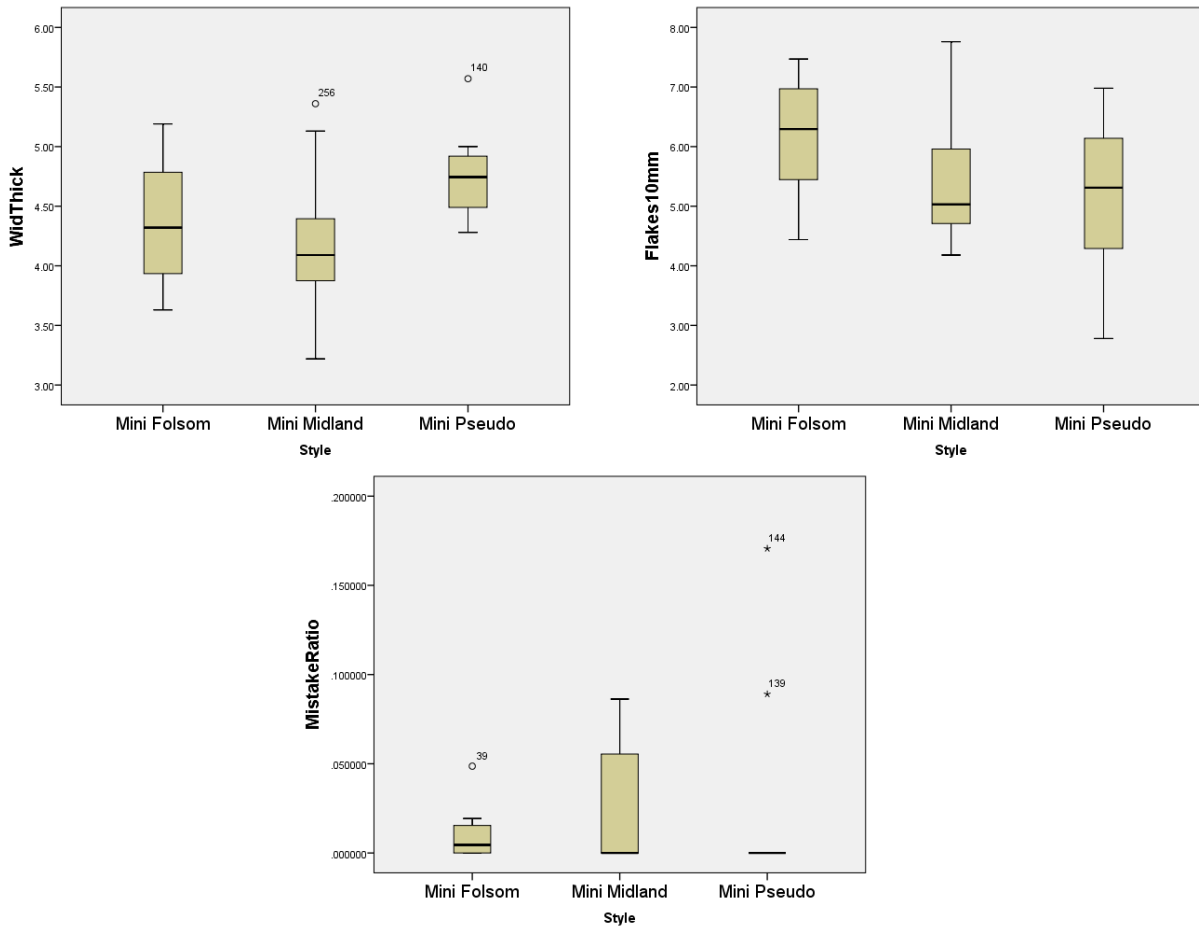 WidThick
6.00
5.50
5.00
4.50
4.00
3.50
3.00
256
140
Mini Folsom Mini Midland Mini Pseudo
Style
Flakes10mm
8.00
7.00
6.00
5.00
4.00
3.00
2.00
Mini Folsom Mini Midland Mini Pseudo
Style
MistakeRatio
.200000
.150000
.100000
.050000
.000000
39
144
139
Mini Folsom Mini Midland Mini Pseudo
Style